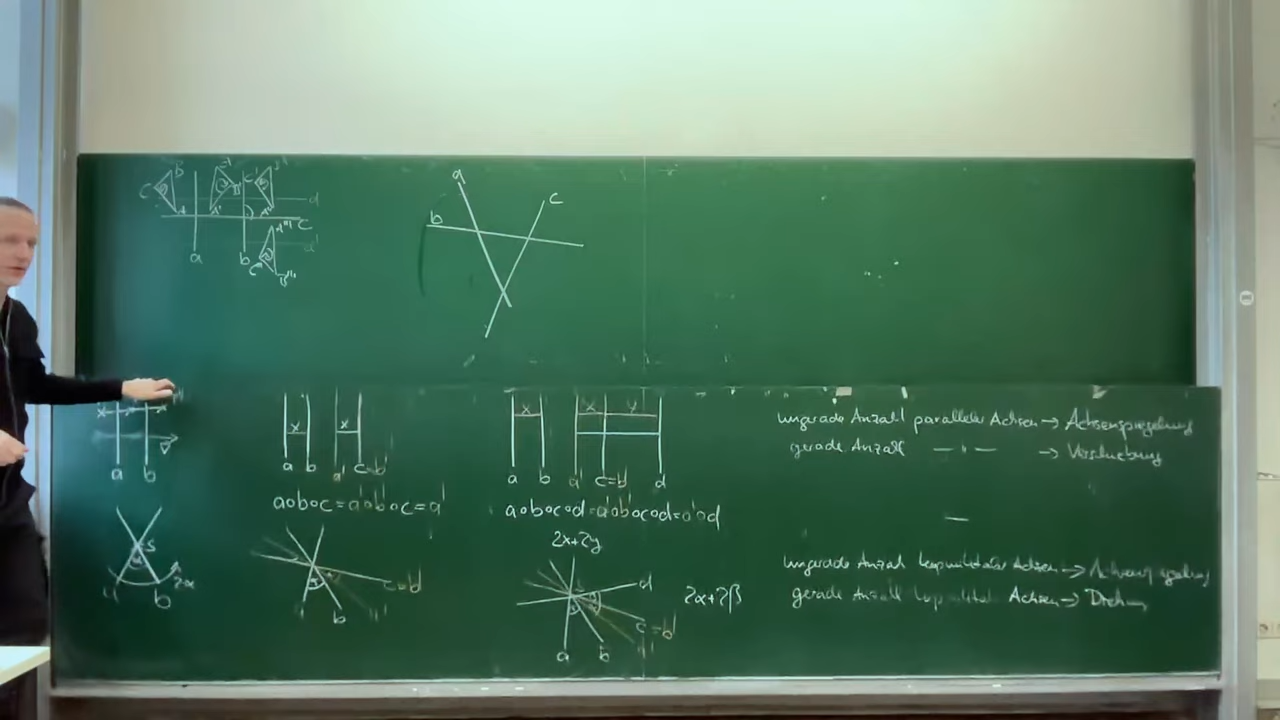 B
C
A
C
d
C
d'
a
b
C'''
B'''
a
b
c
x
a b
x
a' c=b'
x
a b
x y
a' c=b' d
a∘b∘c=a'∘b'∘c=a'
a∘b∘c∘d=a'∘b'∘c∘d=a'∘d
2x+2y
ungerade Anzahl paralleler Achsen → Achsenspiegelung
gerade Anzahl — " — → Verschiebung
a b
S
2α
b
c=b'
b
d
c=b'
a b
2α+2β
ungerade Anzahl kopunktaler Achsen → Achsenspiegelung
gerade Anzahl kopunktaler Achsen → Drehung